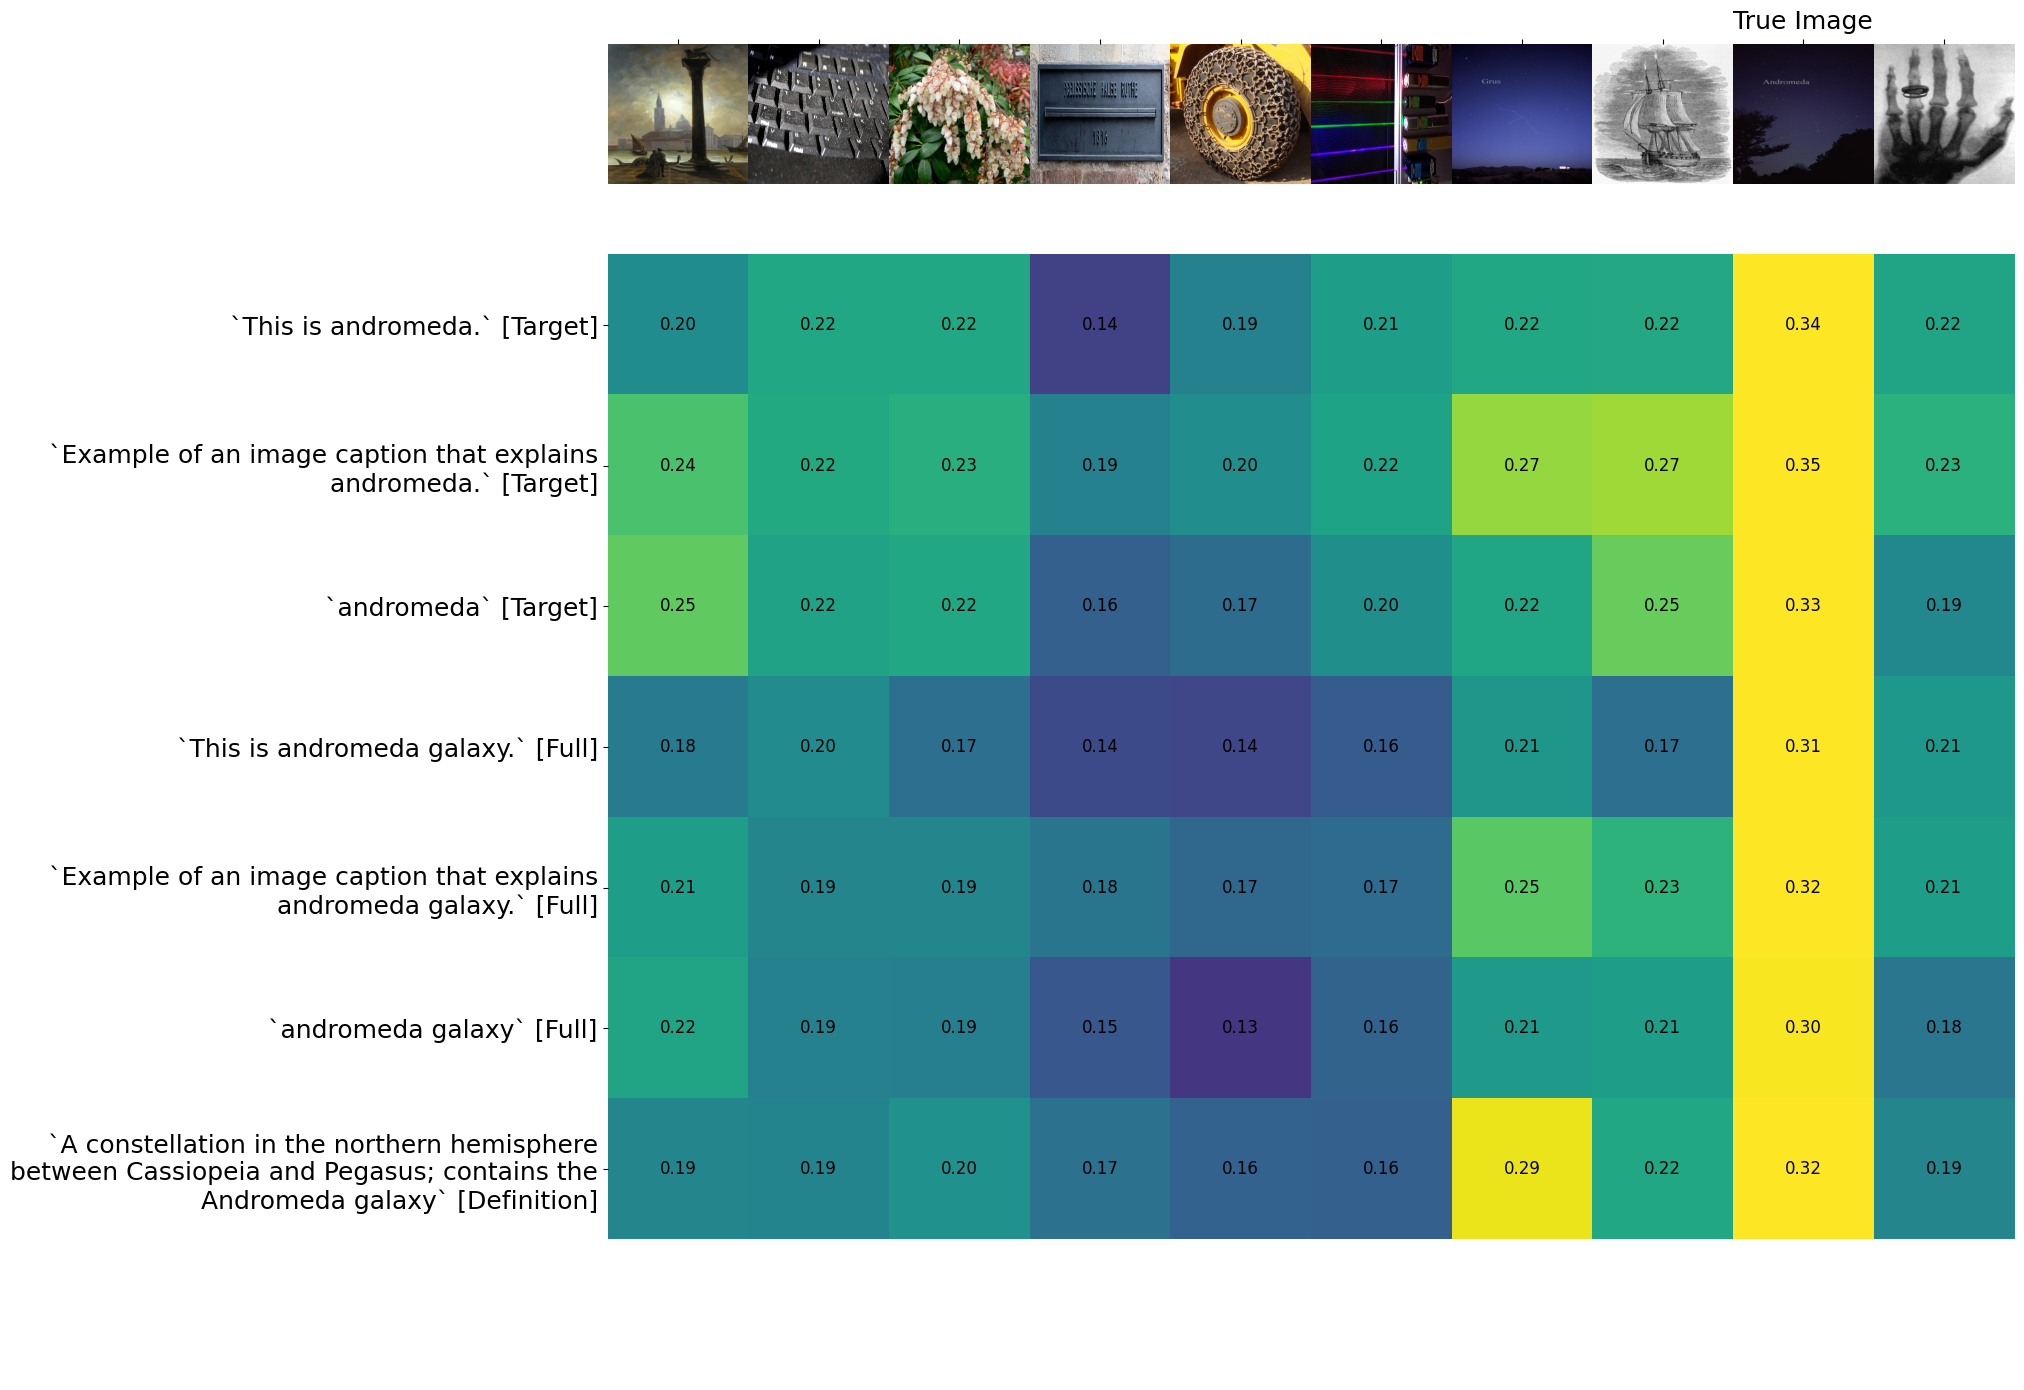 True Image
Grus
Andromeda
1816
`This is andromeda.` [Target]
0.20 0.22 0.22 0.14 0.19 0.21 0.22 0.22 0.34 0.22
`Example of an image caption that explains
andromeda.` [Target]
0.24 0.22 0.23 0.19 0.20 0.22 0.27 0.27 0.35 0.23
`andromeda` [Target]
0.25 0.22 0.22 0.16 0.17 0.20 0.22 0.25 0.33 0.19
`This is andromeda galaxy.` [Full]
0.18 0.20 0.17 0.14 0.14 0.16 0.21 0.17 0.31 0.21
`Example of an image caption that explains
andromeda galaxy.` [Full]
0.21 0.19 0.19 0.18 0.17 0.17 0.25 0.23 0.32 0.21
`andromeda galaxy` [Full]
0.22 0.19 0.19 0.15 0.13 0.16 0.21 0.21 0.30 0.18
`A constellation in the northern hemisphere
between Cassiopeia and Pegasus; contains the
Andromeda galaxy` [Definition]
0.19 0.19 0.20 0.17 0.16 0.16 0.29 0.22 0.32 0.19